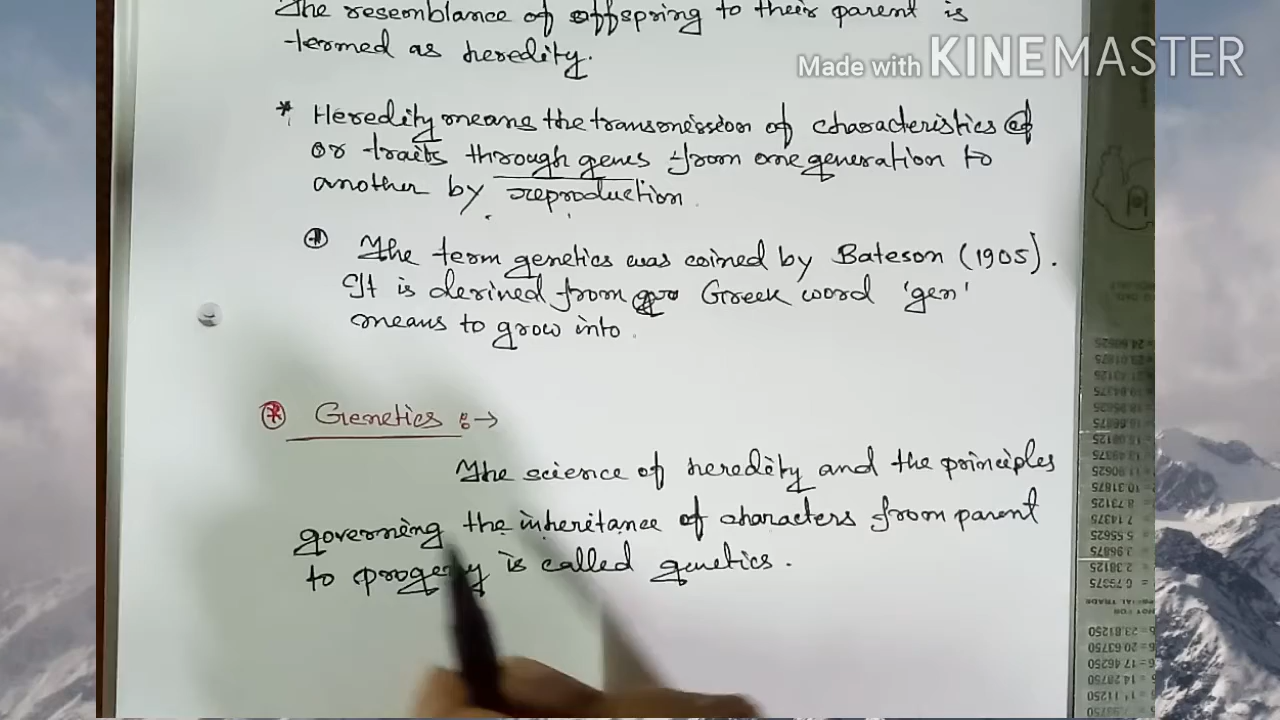 The resemblance of offspring to their parent is
termed as heredity.
Made with KINEMASTER
* Heredity means the transmission of characteristics of
or traits through genes from one generation to
another by reproduction.
* The term genetics was coined by Bateson (1905).
It is derived from Greek word 'gen'
means to grow into.
* Genetics :→
The science of heredity and the principles
governing the inheritance of characters from parent
to progeny is called genetics.